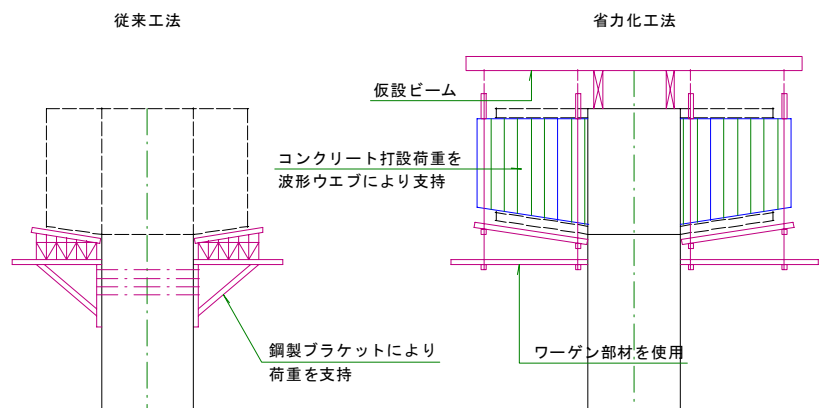 従来工法
省力化工法
仮設ビーム
コンクリート打設荷重を
波形ウエブにより支持
鋼製ブラケットにより
荷重を支持
ワーゲン部材を使用